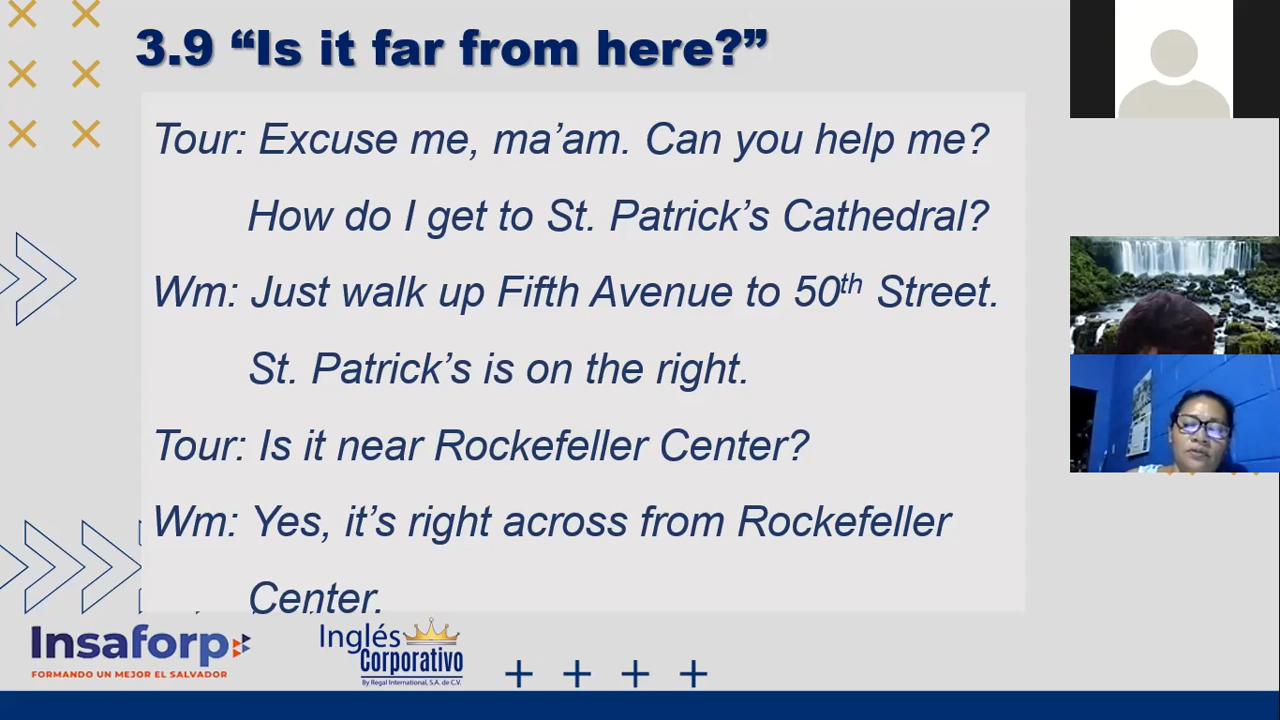 3.9 “Is it far from here?”
Tour: Excuse me, ma’am. Can you help me?
How do I get to St. Patrick’s Cathedral?
Wm: Just walk up Fifth Avenue to 50th Street.
St. Patrick’s is on the right.
Tour: Is it near Rockefeller Center?
Wm: Yes, it’s right across from Rockefeller
Center.
Insaforp
FORMANDO UN MEJOR EL SALVADOR
Inglés
Corporativo
By Regal International, S.A. de C.V.